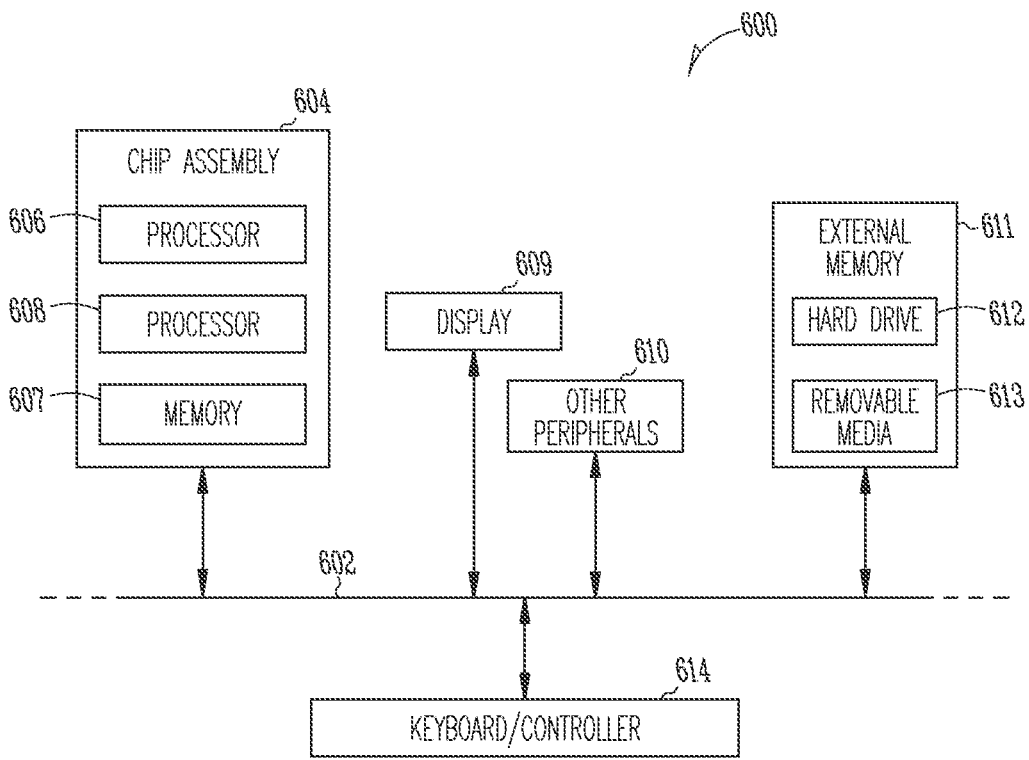 600
604
CHIP ASSEMBLY
606
PROCESSOR
608
PROCESSOR
607
MEMORY
609
DISPLAY
610
OTHER
PERIPHERALS
611
EXTERNAL
MEMORY
HARD DRIVE
612
REMOVABLE
MEDIA
613
602
614
KEYBOARD/CONTROLLER